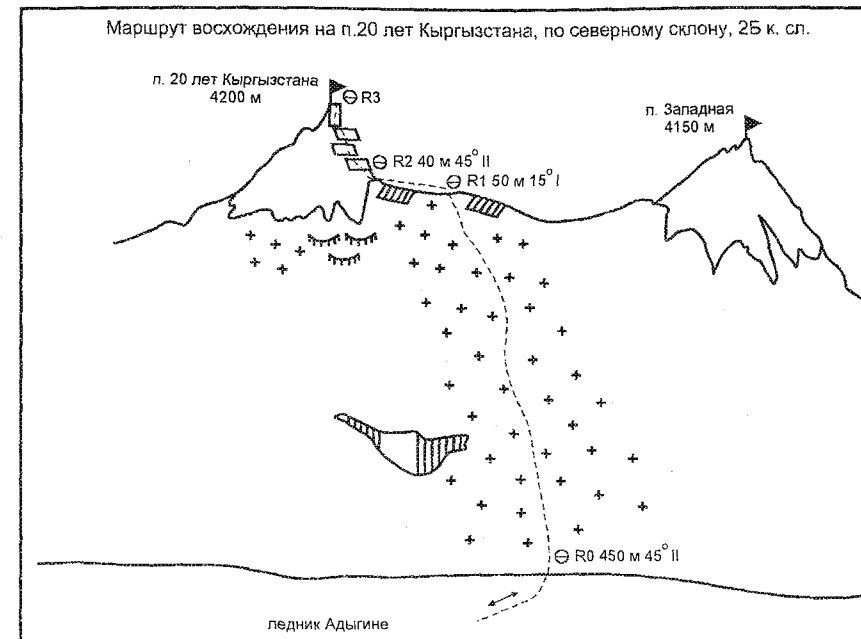 Маршрут восхождения на п.20 лет Кыргызстана, по северному склону, 2Б к. сл.
п. 20 лет Кыргызстана
4200 м
R3
п. Западная
4150 м
R2 40 м 45° II
R1 50 м 15° I
R0 450 м 45° II
ледник Адыгине